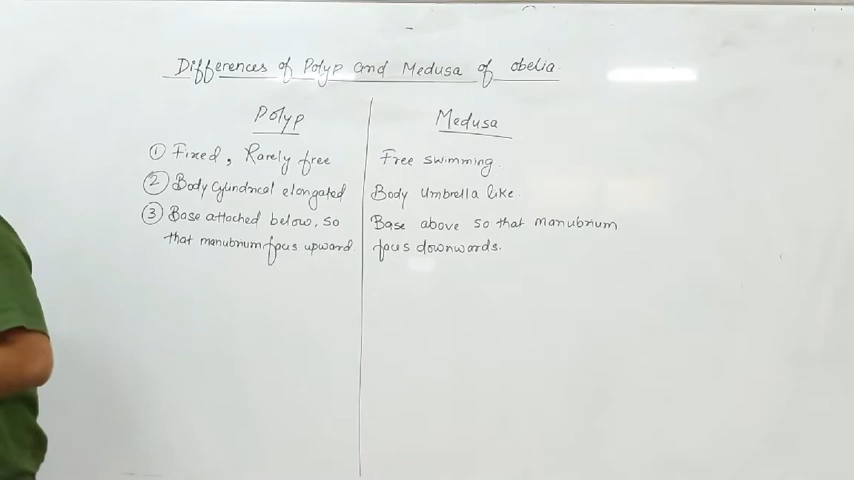 Differences of Polyp and Medusa of obelia
Polyp
① Fixed, Rarely free
② Body Cylindrical elongated
③ Base attached below, so
that manubrium faces upward
Medusa
Free swimming.
Body Umbrella like.
Base above so that manubrium
faces downwards.